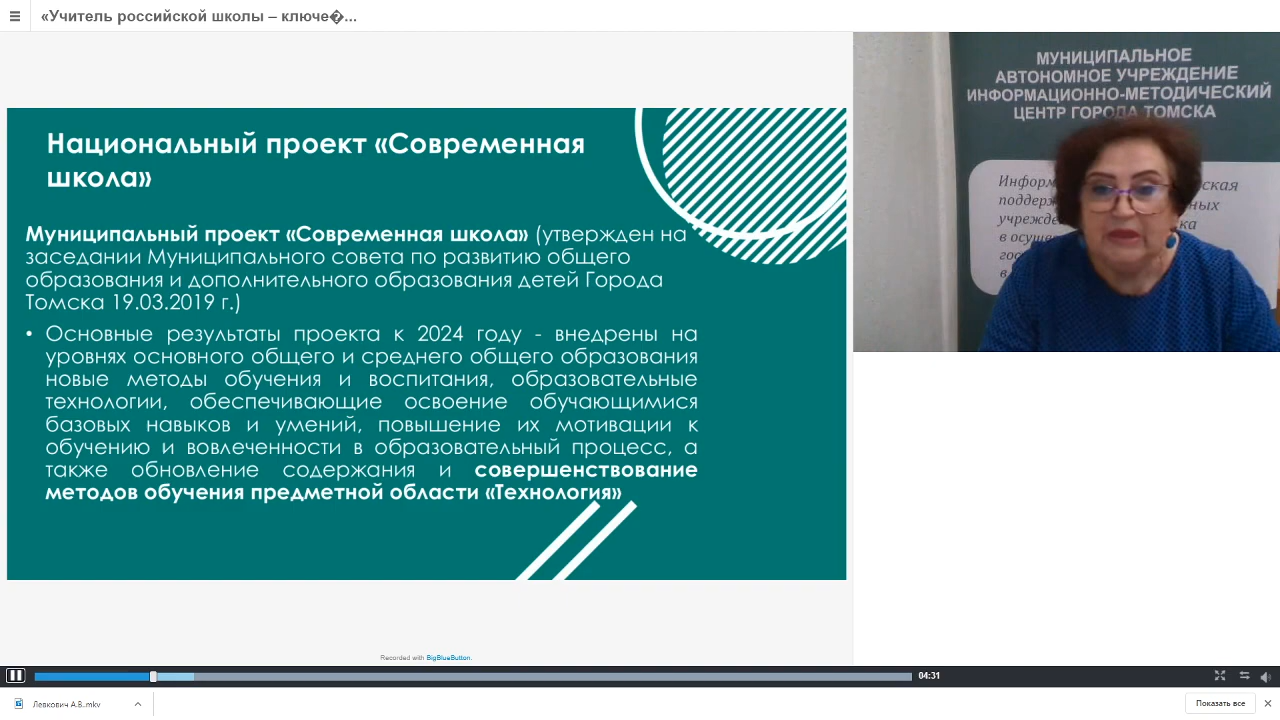 «Учитель российской школы – ключе�...
МУНИЦИПАЛЬНОЕ
АВТОНОМНОЕ УЧРЕЖДЕНИЕ
ИНФОРМАЦИОННО-МЕТОДИЧЕСКИЙ
ЦЕНТР ГОРОДА ТОМСКА
Национальный проект «Современная
школа»
Муниципальный проект «Современная школа» (утвержден на
заседании Муниципального совета по развитию общего
образования и дополнительного образования детей Города
Томска 19.03.2019 г.)
• Основные результаты проекта к 2024 году - внедрены на
уровнях основного общего и среднего общего образования
новые методы обучения и воспитания, образовательные
технологии, обеспечивающие освоение обучающимися
базовых навыков и умений, повышение их мотивации к
обучению и вовлеченности в образовательный процесс, а
также обновление содержания и совершенствование
методов обучения предметной области «Технология»
Recorded with BigBlueButton.
04:31
Левкович А.В..mkv
Показать все